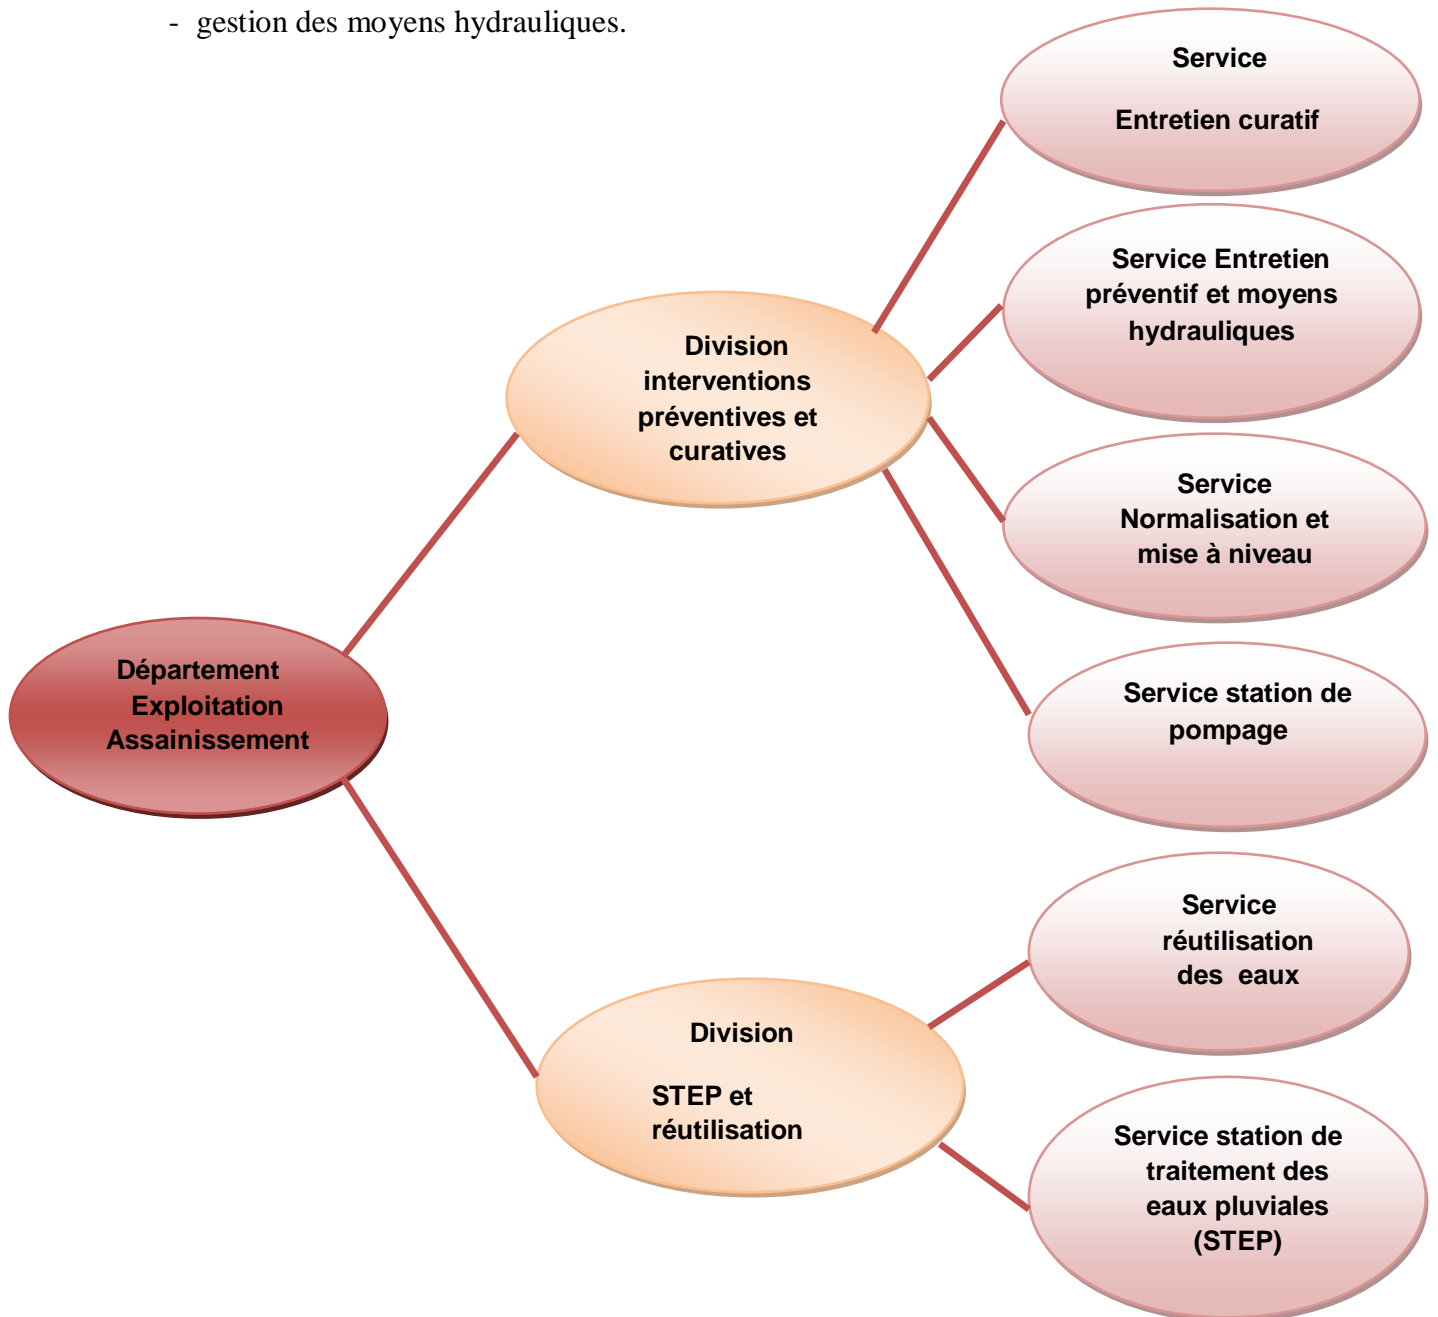 - gestion des moyens hydrauliques.
Service
Entretien curatif
Service Entretien
préventif et moyens
hydrauliques
Division
interventions
préventives et
curatives
Service
Normalisation et
mise à niveau
Département
Exploitation
Assainissement
Service station de
pompage
Service
réutilisation
des eaux
Division
STEP et
réutilisation
Service station de
traitement des
eaux pluviales
(STEP)